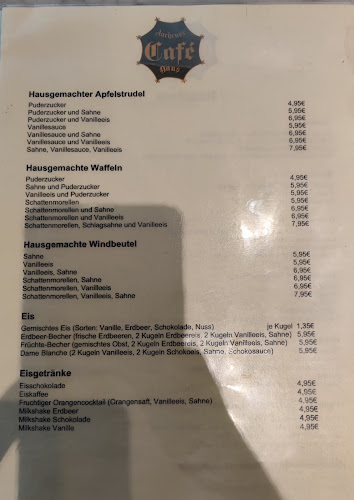 Aachener
Café
Haus
Hausgemachter Apfelstrudel
Puderzucker 4,95€
Puderzucker und Sahne 5,95€
Puderzucker und Vanilleeis 6,95€
Vanillesauce 5,95€
Vanillesauce und Sahne 6,95€
Vanillesauce und Vanilleeis 6,95€
Sahne, Vanillesauce, Vanilleeis 7,95€
Hausgemachte Waffeln
Puderzucker 4,95€
Sahne und Puderzucker 5,95€
Vanilleeis und Puderzucker 5,95€
Schattenmorellen 5,95€
Schattenmorellen und Sahne 6,95€
Schattenmorellen und Vanilleeis 6,95€
Schattenmorellen, Schlagsahne und Vanilleeis 7,95€
Hausgemachte Windbeutel
Sahne 5,95€
Vanilleeis 5,95€
Vanilleeis, Sahne 6,95€
Schattenmorellen, Sahne 6,95€
Schattenmorellen, Vanilleeis 6,95€
Schattenmorellen, Vanilleeis, Sahne 7,95€
Eis
Gemischtes Eis (Sorten: Vanille, Erdbeer, Schokolade, Nuss) je Kugel 1,35€
Erdbeer-Becher (frische Erdbeeren, 2 Kugeln Erdbeereis, 2 Kugeln Vanilleeis, Sahne) 5,95€
Früchte-Becher (gemischtes Obst, 2 Kugeln Erdbeereis, 2 Kugeln Vanilleeis, Sahne) 5,95€
Dame Blanche (2 Kugeln Vanilleeis, 2 Kugeln Schokoeis, Sahne, Schokosauce) 5,95€
Eisgetränke
Eisschokolade 4,95€
Eiskaffee 4,95€
Fruchtiger Orangencocktail (Orangensaft, Vanilleeis, Sahne) 4,95€
Milkshake Erdbeer 4,95€
Milkshake Schokolade 4,95€
Milkshake Vanille 4,95€